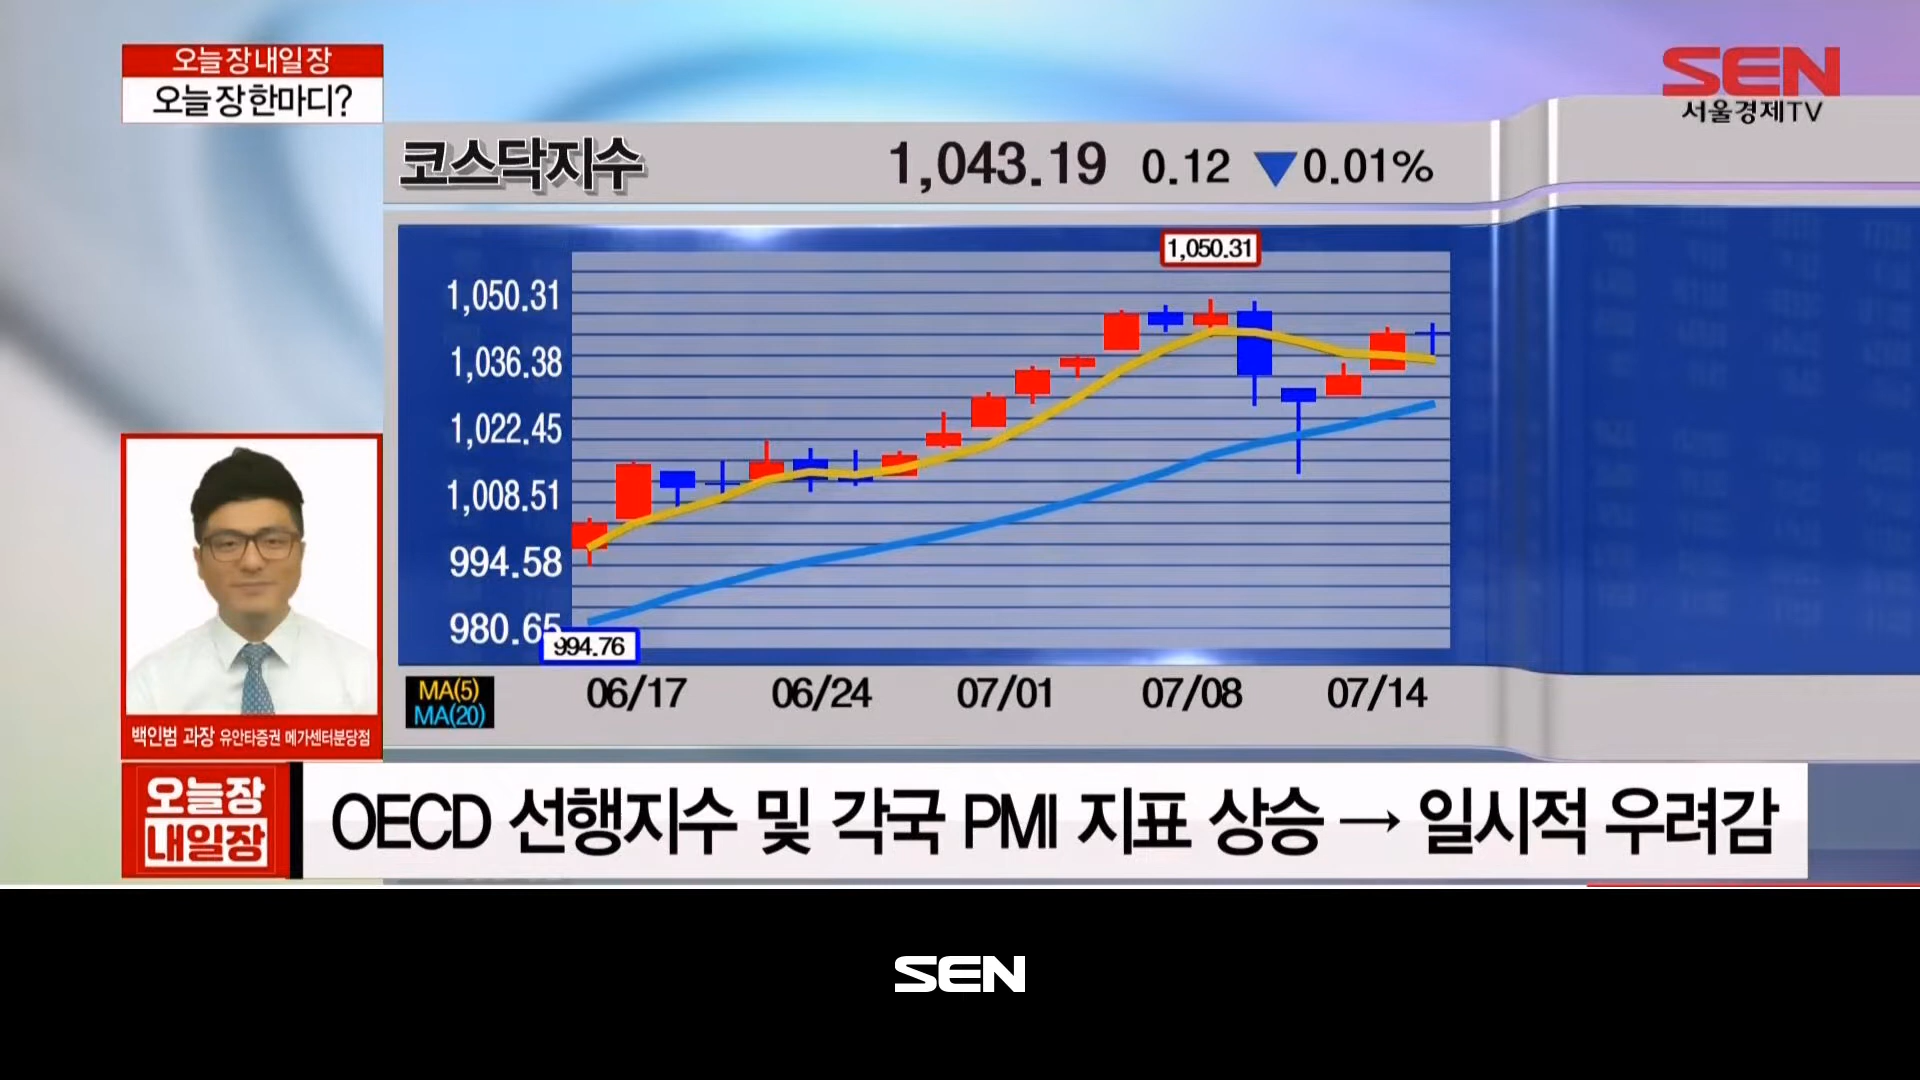 오늘장내일장
오늘장한마디?
SEN
서울경제TV
코스닥지수 1,043.19 0.12 ▼0.01%
1,050.31
1,050.31
1,036.38
1,022.45
1,008.51
994.58
980.65
994.76
MA(5)
MA(20)
06/17 06/24 07/01 07/08 07/14
백인범 과장 유안타증권 메가센터분당점
오늘장
내일장
OECD 선행지수 및 각국 PMI 지표 상승 → 일시적 우려감
SEN